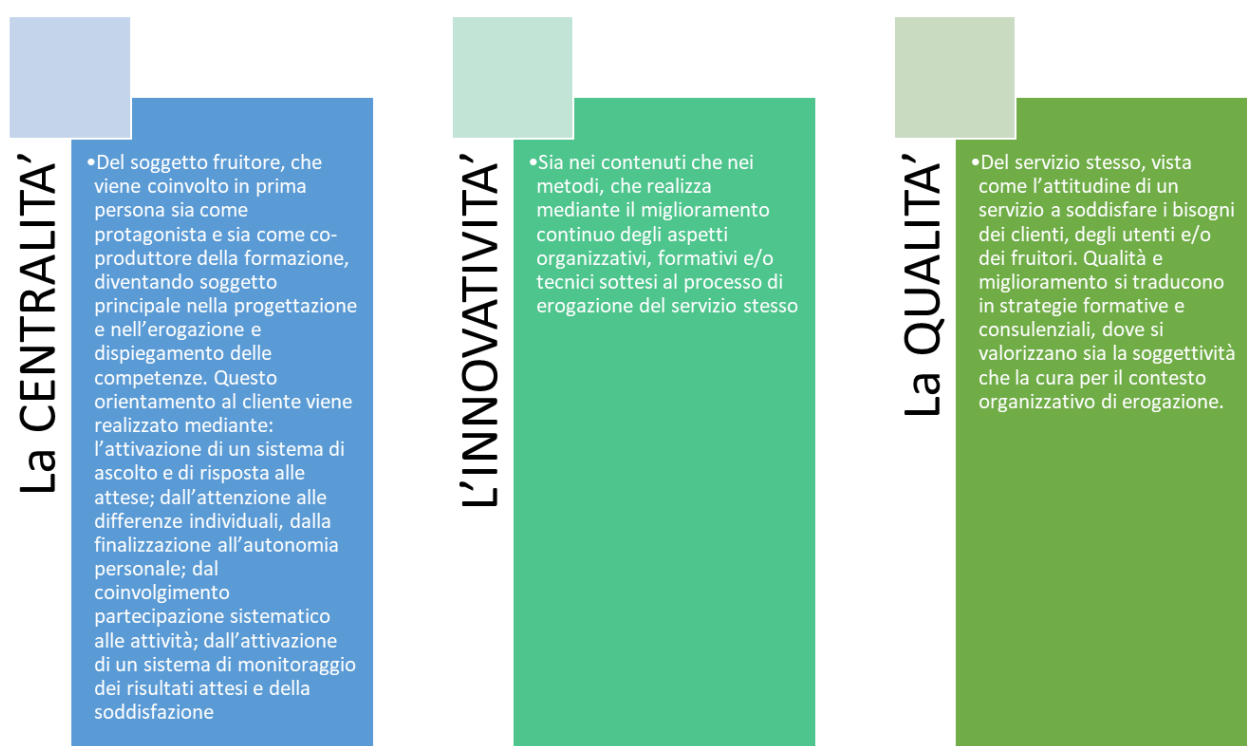 La CENTRALITA’
•Del soggetto fruitore, che
viene coinvolto in prima
persona sia come
protagonista e sia come co-
produttore della formazione,
diventando soggetto
principale nella progettazione
e nell’erogazione e
dispiegamento delle
competenze. Questo
orientamento al cliente viene
realizzato mediante:
l’attivazione di un sistema di
ascolto e di risposta alle
attese; dall’attenzione alle
differenze individuali, dalla
finalizzazione all’autonomia
personale; dal
coinvolgimento
partecipazione sistematico
alle attività; dall’attivazione
di un sistema di monitoraggio
dei risultati attesi e della
soddisfazione
L’INNOVATIVITA’
•Sia nei contenuti che nei
metodi, che realizza
mediante il miglioramento
continuo degli aspetti
organizzativi, formativi e/o
tecnici sottesi al processo di
erogazione del servizio stesso
La QUALITA’
•Del servizio stesso, vista
come l’attitudine di un
servizio a soddisfare i bisogni
dei clienti, degli utenti e/o
dei fruitori. Qualità e
miglioramento si traducono
in strategie formative e
consulenziali, dove si
valorizzano sia la soggettività
che la cura per il contesto
organizzativo di erogazione.